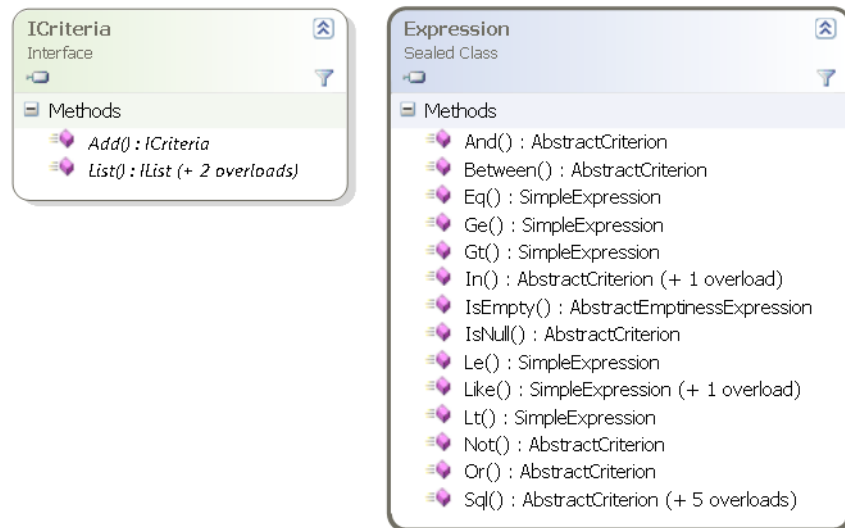 ICriteria
Interface
Methods
Add() : ICriteria
List() : IList (+ 2 overloads)
Expression
Sealed Class
Methods
And() : AbstractCriterion
Between() : AbstractCriterion
Eq() : SimpleExpression
Ge() : SimpleExpression
Gt() : SimpleExpression
In() : AbstractCriterion (+ 1 overload)
IsEmpty() : AbstractEmptinessExpression
IsNull() : AbstractCriterion
Le() : SimpleExpression
Like() : SimpleExpression (+ 1 overload)
Lt() : SimpleExpression
Not() : AbstractCriterion
Or() : AbstractCriterion
Sql() : AbstractCriterion (+ 5 overloads)